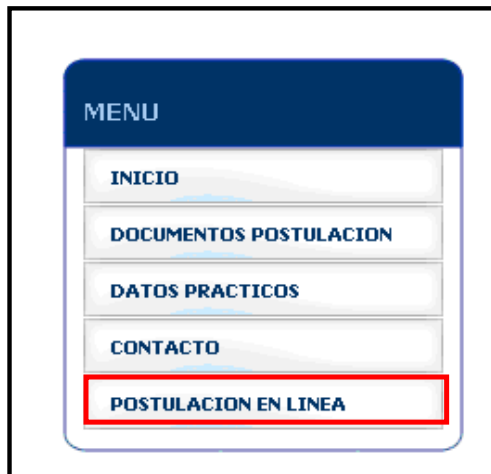 MENU
INICIO
DOCUMENTOS POSTULACION
DATOS PRACTICOS
CONTACTO
POSTULACION EN LINEA